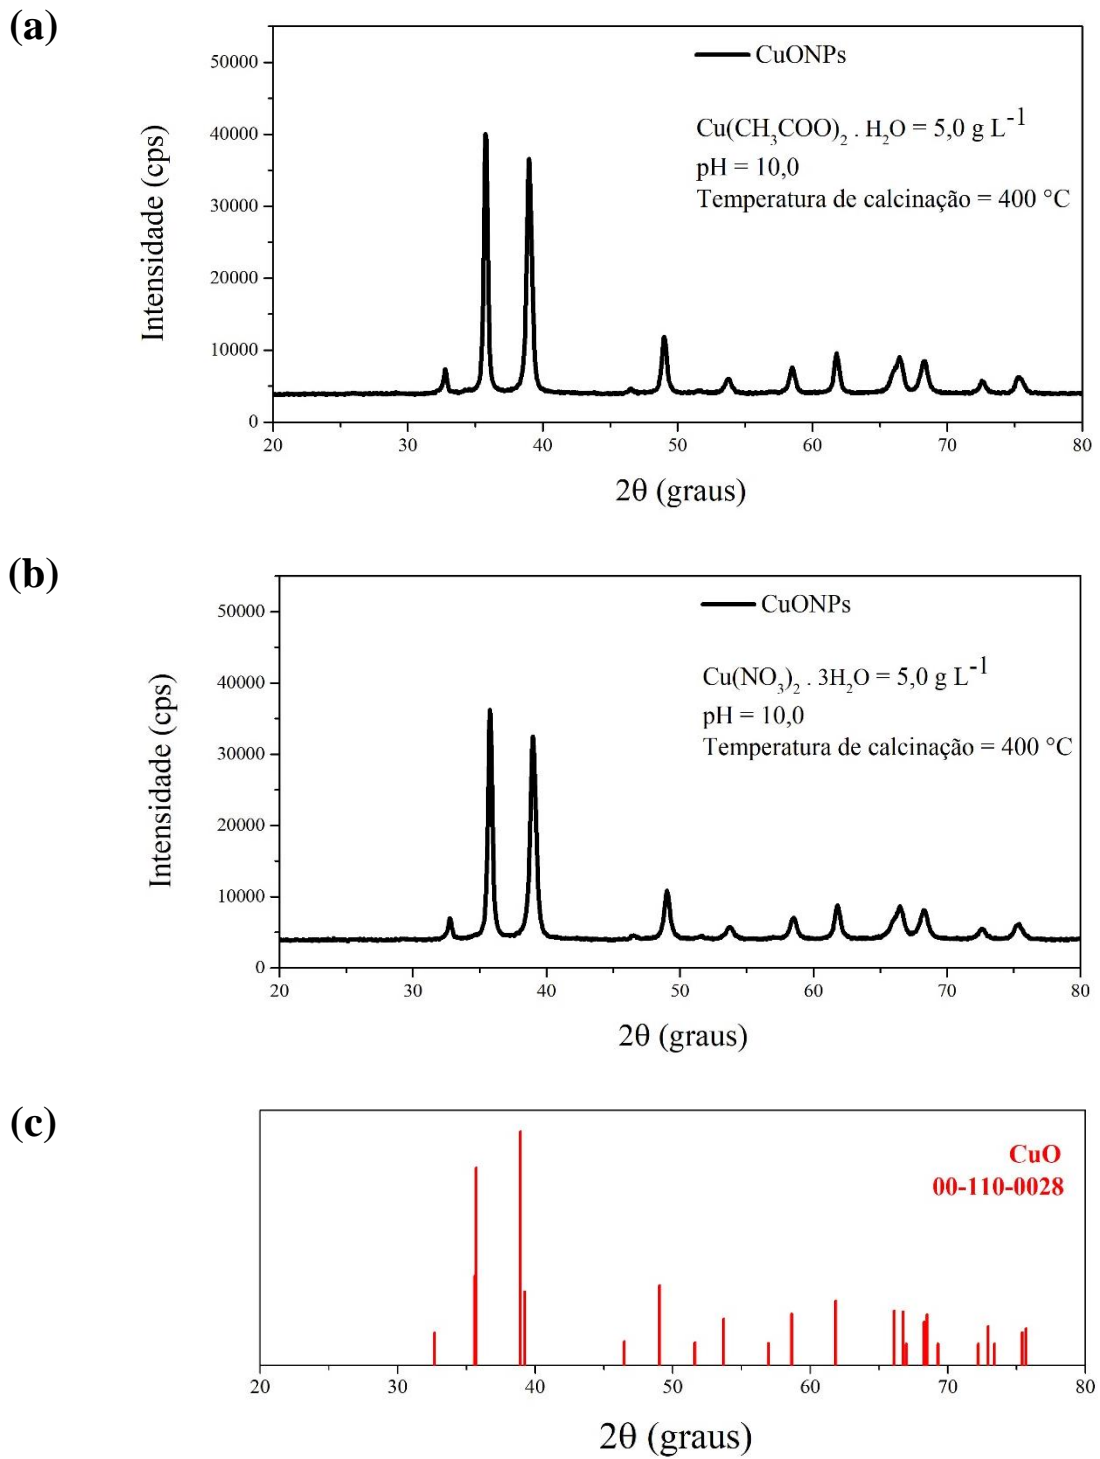 (a)
CuONPs
Cu(CH₃COO)₂ . H₂O = 5,0 g L⁻¹
pH = 10,0
Temperatura de calcinação = 400 °C
Intensidade (cps)
50000
40000
30000
20000
10000
0
20 30 40 50 60 70 80
2θ (graus)
(b)
CuONPs
Cu(NO₃)₂ . 3H₂O = 5,0 g L⁻¹
pH = 10,0
Temperatura de calcinação = 400 °C
Intensidade (cps)
50000
40000
30000
20000
10000
0
20 30 40 50 60 70 80
2θ (graus)
(c)
CuO
00-110-0028
20 30 40 50 60 70 80
2θ (graus)